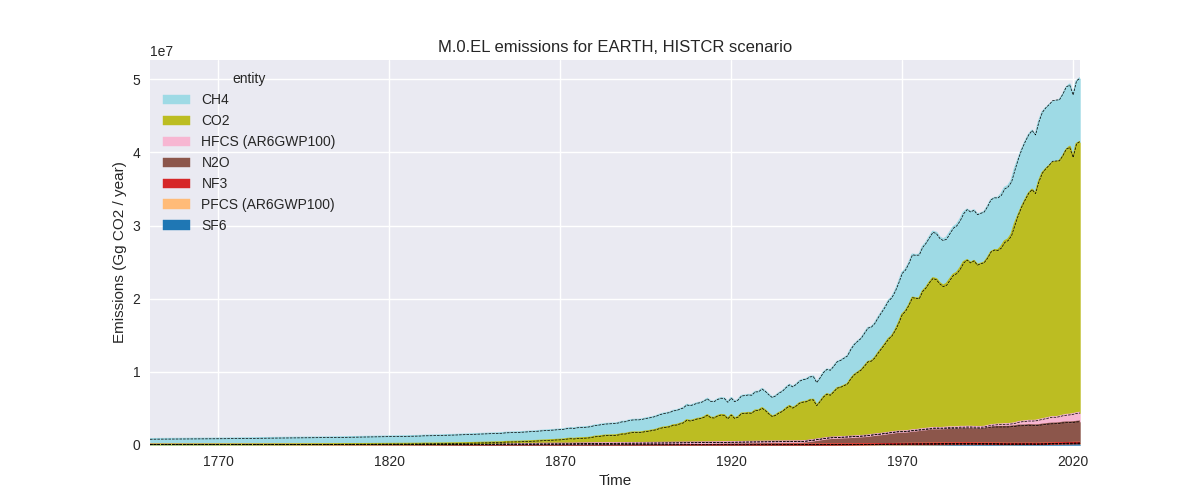 M.0.EL emissions for EARTH, HISTCR scenario
1e7
5
4
3
2
1
0
Emissions (Gg CO2 / year)
entity
CH4
CO2
HFCS (AR6GWP100)
N2O
NF3
PFCS (AR6GWP100)
SF6
1770 1820 1870 1920 1970 2020
Time